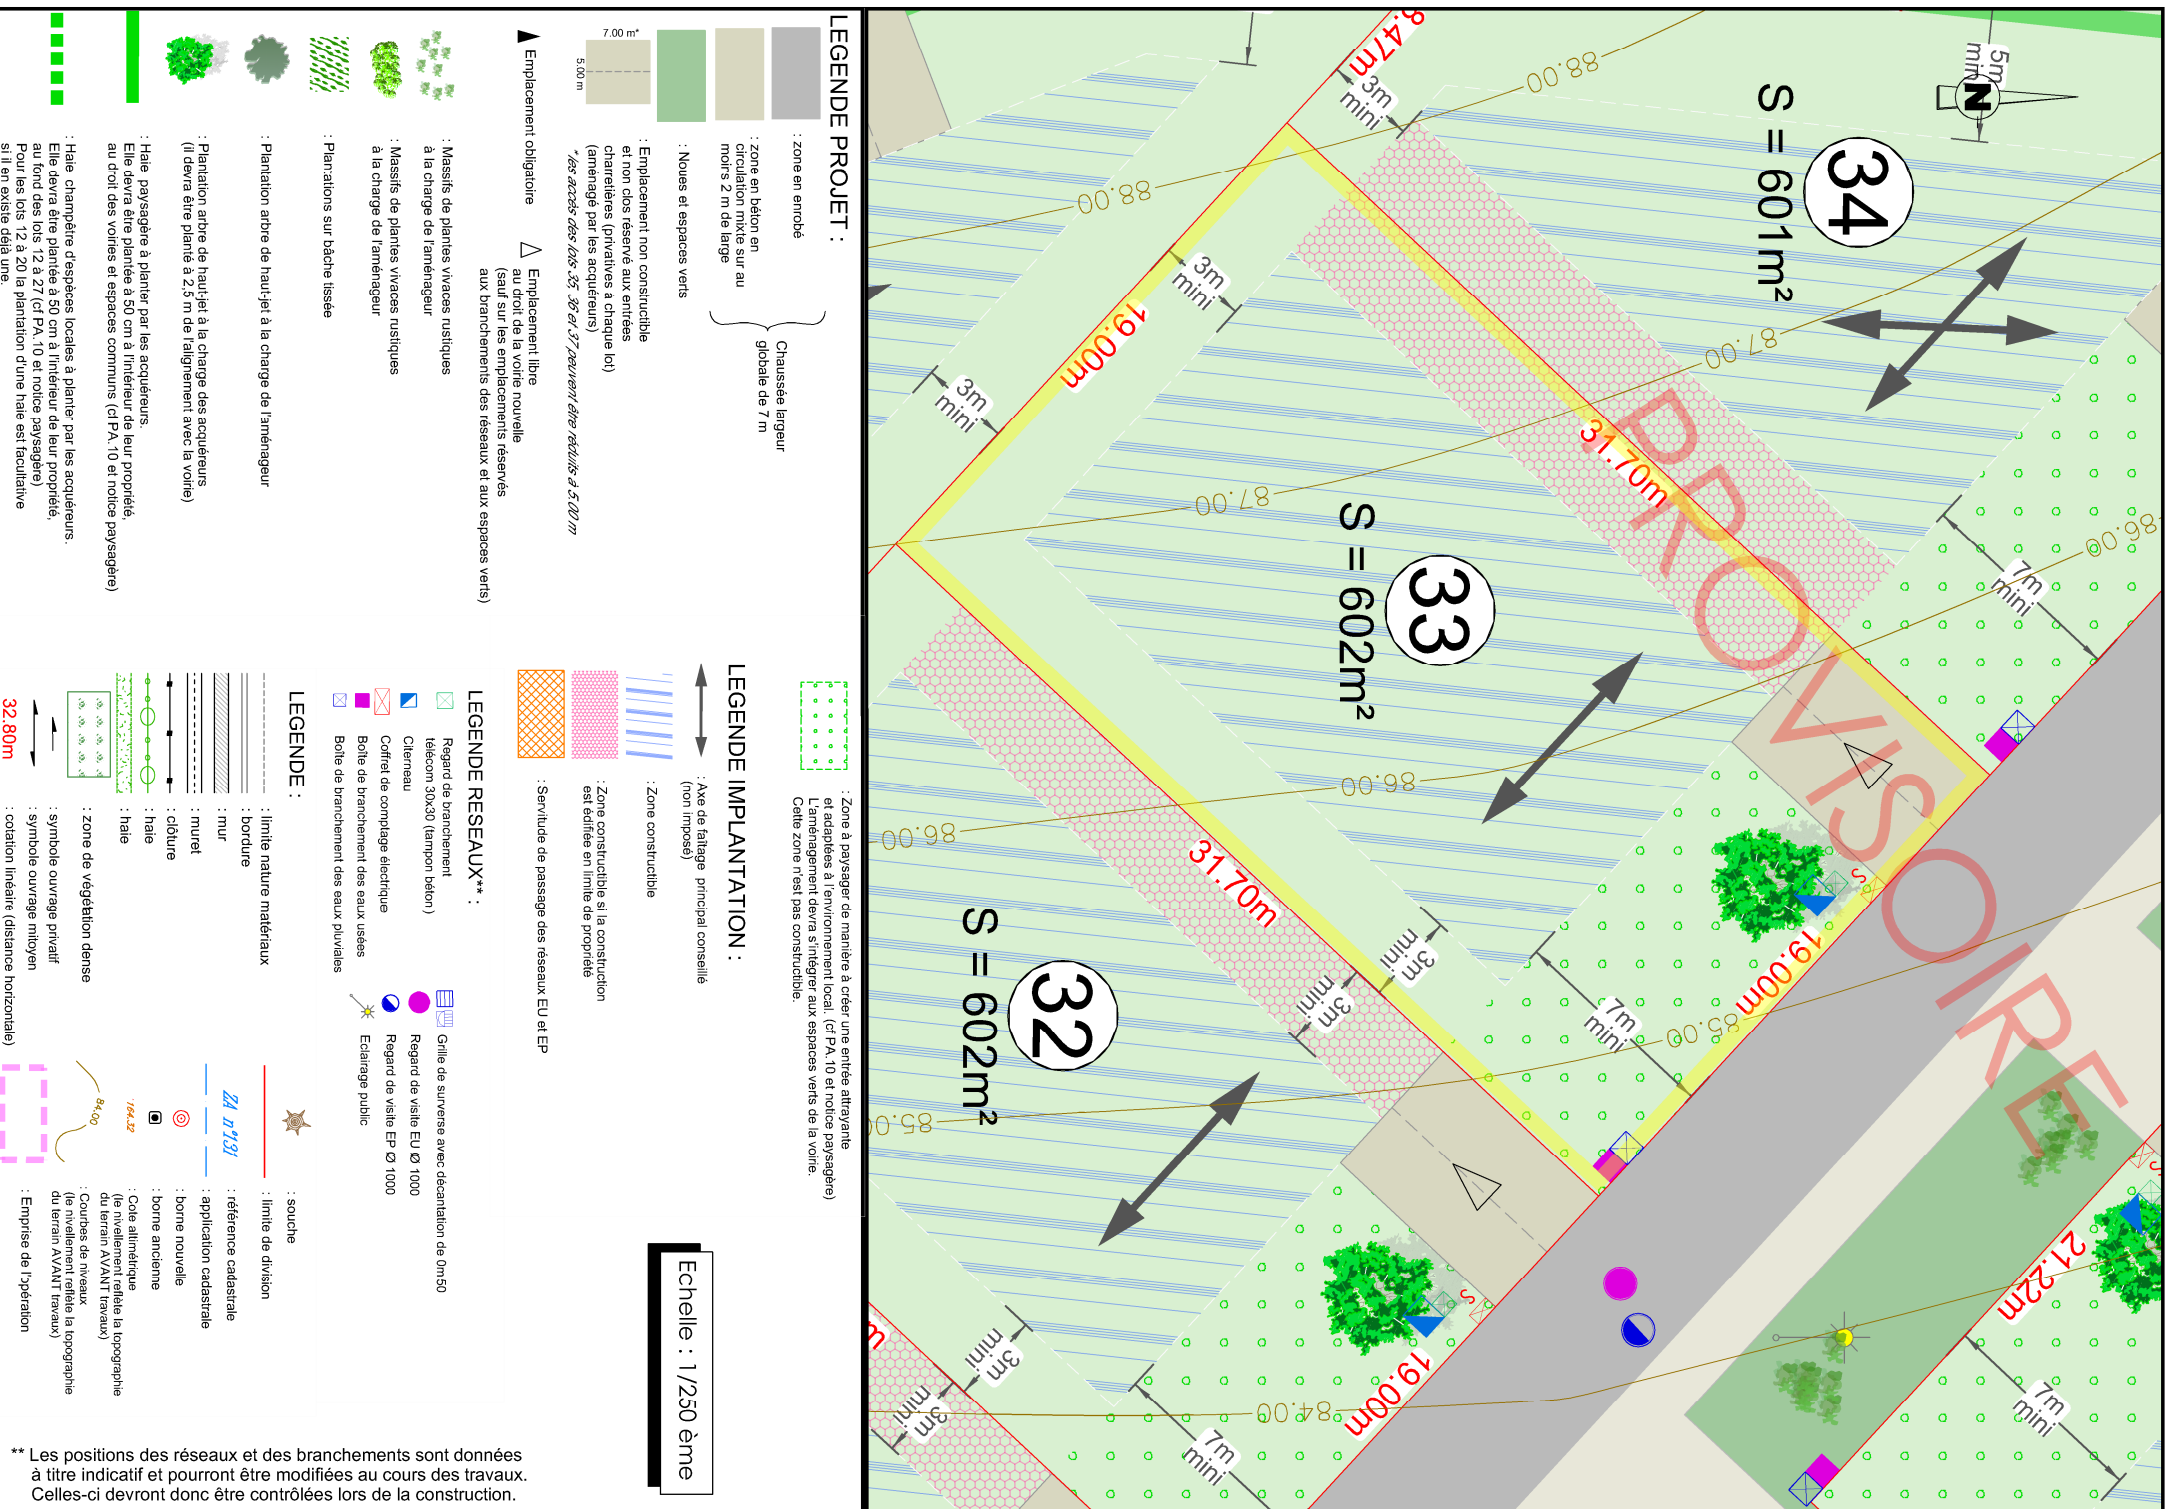 LEGENDE PROJET :
: zone en enrobé
: zone en béton en
circulation mixte sur au
moins 2 m de large
Chaussée largeur
globale de 7 m
: Noues et espaces verts
7.00 m*
5.00 m
: Emplacement non constructible
et non clos réservé aux entrées
charretières (privatives à chaque lot)
(aménagé par les acquéreurs)
*les accès des lots 35, 36 et 37 peuvent être réduits à 5.00 m
Emplacement obligatoire
Emplacement libre
au droit de la voirie nouvelle
(sauf sur les emplacements réservés
aux branchements des réseaux et aux espaces verts)
: Massifs de plantes vivaces rustiques
à la charge de l'aménageur
: Massifs de plantes vivaces rustiques
à la charge de l'aménageur
: Plantations sur bâche tissée
: Plantation arbre de haut-jet à la charge de l'aménageur
: Plantation arbre de haut-jet à la charge des acquéreurs
(il devra être planté à 2,5 m de l'alignement avec la voirie)
: Haie paysagère à planter par les acquéreurs.
Elle devra être plantée à 50 cm à l'intérieur de leur propriété,
au droit des voiries et espaces communs (cf PA.10 et notice paysagère)
: Haie champêtre d'espèces locales à planter par les acquéreurs.
Elle devra être plantée à 50 cm à l'intérieur de leur propriété,
au fond des lots 12 à 27 (cf PA.10 et notice paysagère)
Pour les lots 12 à 20 la plantation d'une haie est facultative
si il en existe déjà une.
: Zone à paysager de manière à créer une entrée attrayante
et adaptées à l'environnement local. (cf PA.10 et notice paysagère)
L'aménagement devra s'intégrer aux espaces verts de la voirie.
Cette zone n'est pas constructible.
LEGENDE IMPLANTATION :
: Axe de faîtage principal conseillé
(non imposé)
: Zone constructible
: Zone constructible si la construction
est édifiée en limite de propriété
: Servitude de passage des réseaux EU et EP
LEGENDE RESEAUX** :
Regard de branchement
télécom 30x30 (tampon béton)
Citerneau
Coffret de comptage électrique
Boîte de branchement des eaux usées
Boîte de branchement des eaux pluviales
Grille de surverse avec décantation de 0m50
Regard de visite EU Ø 1000
Regard de visite EP Ø 1000
Eclairage public
LEGENDE :
: limite nature matériaux
: bordure
: mur
: muret
: clôture
: haie
: haie
: zone de végétation dense
: symbole ouvrage privatif
: symbole ouvrage mitoyen
32.80m
: cotation linéaire (distance horizontale)
: souche
: limite de division
ZA n°131
: référence cadastrale
: application cadastrale
: borne nouvelle
: borne ancienne
164.32
: Cote altimétrique
(le nivellement reflète la topographie
du terrain AVANT travaux)
84.00
: Courbes de niveaux
(le nivellement reflète la topographie
du terrain AVANT travaux)
: Emprise de l'opération
Echelle : 1/250 ème
** Les positions des réseaux et des branchements sont données
à titre indicatif et pourront être modifiées au cours des travaux.
Celles-ci devront donc être contrôlées lors de la construction.
34
S = 601m²
33
S = 602m²
32
S = 602m²
PROVISOIRE
N
5m
mini
8.47m
3m
mini
88.00
88.00
3m
mini
19.00m
3m
mini
87.00
87.00
31.70m
7m
mini
86.00
86.00
86.00
31.70m
3m
mini
3m
mini
S
19.00m
7m
mini
85.00
85.00
21.22m
S
S
19.00m
3m
mini
3m
mini
84.00
7m
mini
7m
mini
m